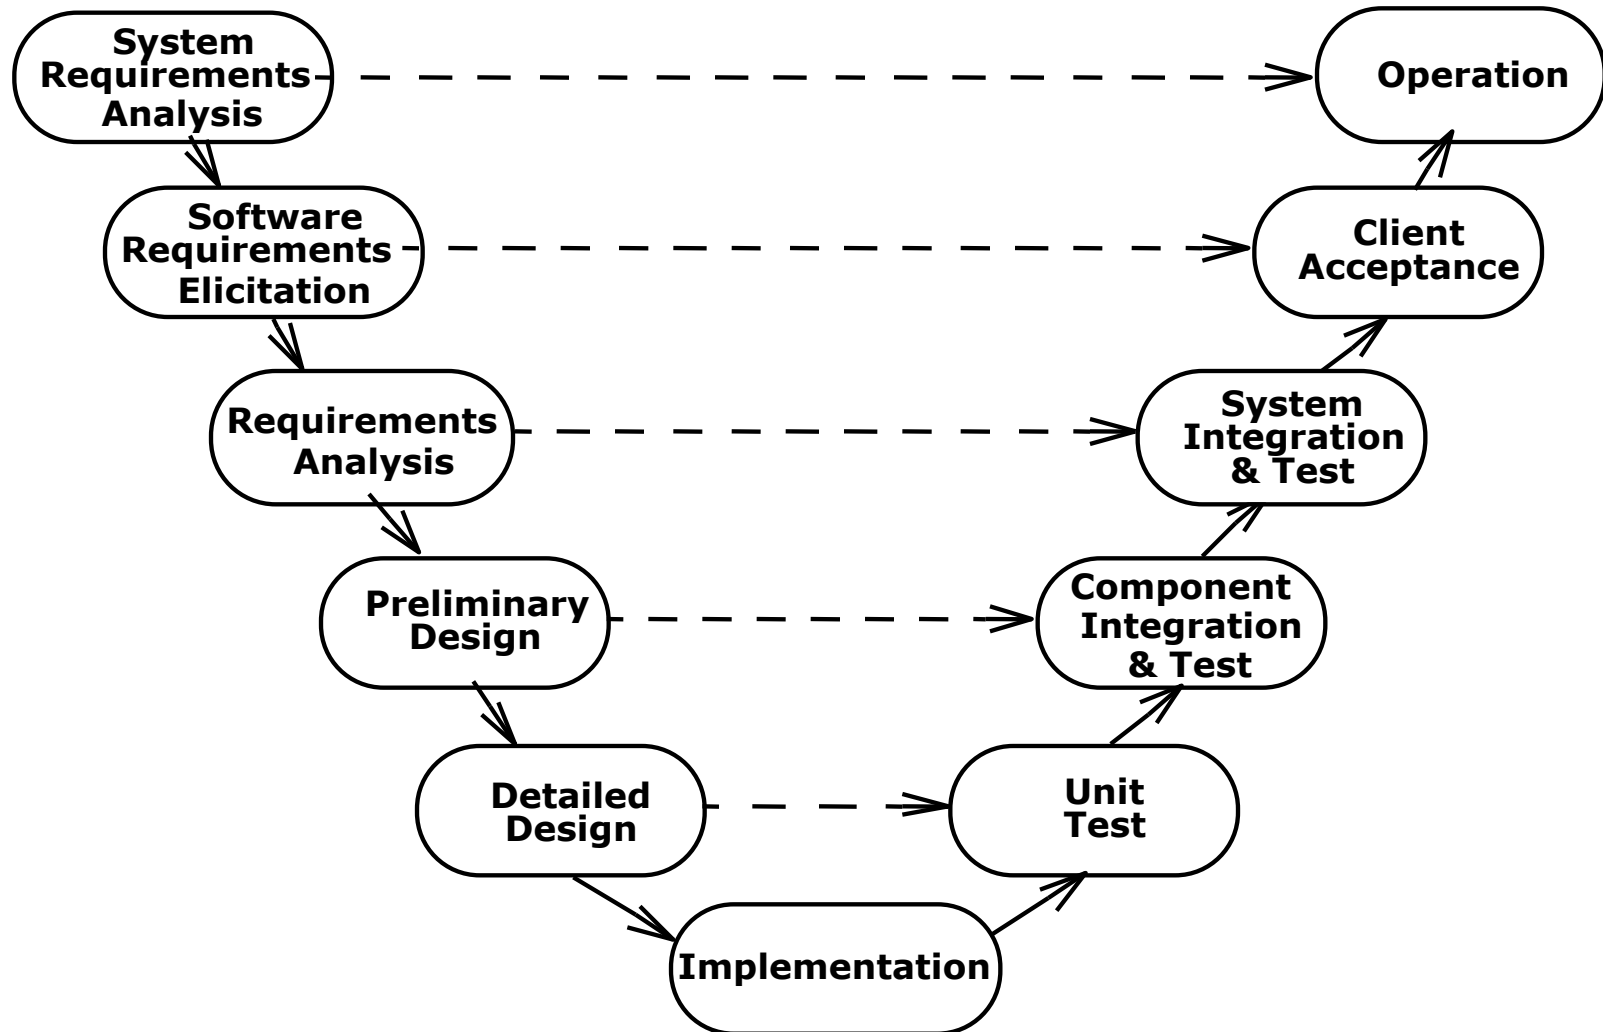 System
Requirements
Analysis
Operation
Software
Requirements
Elicitation
Client
Acceptance
Requirements
Analysis
System
Integration
& Test
Preliminary
Design
Component
Integration
& Test
Detailed
Design
Unit
Test
Implementation